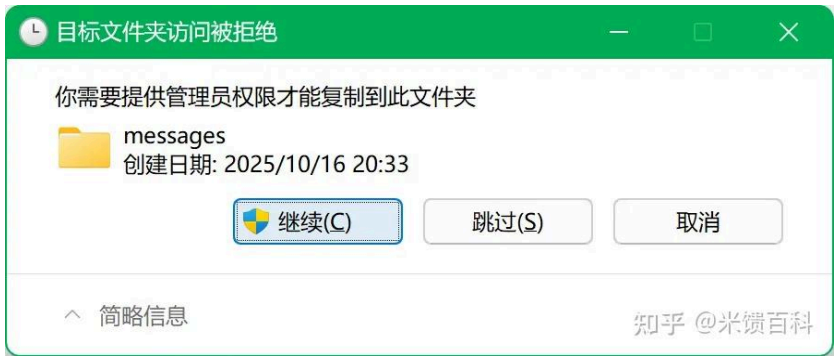 目标文件夹访问被拒绝
你需要提供管理员权限才能复制到此文件夹
messages
创建日期: 2025/10/16 20:33
继续(C)
跳过(S)
取消
简略信息
知乎 @米馈百科